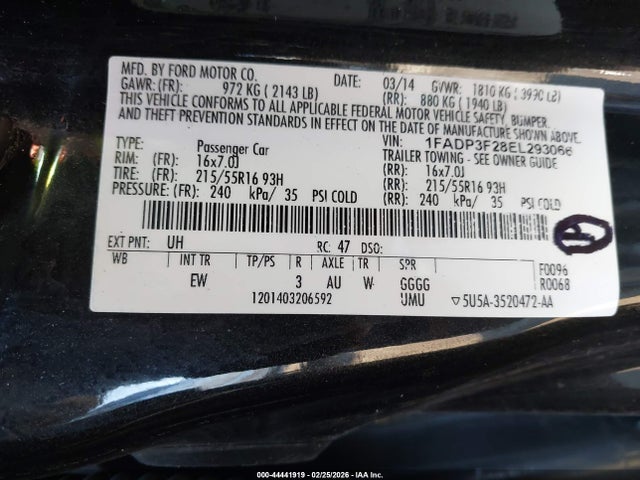 MFD. BY FORD MOTOR CO. DATE: 03/14 GVWR: 1810 KG (3990 LB)
GAWR: (FR): 972 KG (2143 LB) (RR): 880 KG (1940 LB)
THIS VEHICLE CONFORMS TO ALL APPLICABLE FEDERAL MOTOR VEHICLE SAFETY, BUMPER,
AND THEFT PREVENTION STANDARDS IN EFFECT ON THE DATE OF MANUFACTURE SHOWN ABOVE.
VIN: 1FADP3F28EL293066
TYPE: Passenger Car TRAILER TOWING - SEE OWNER GUIDE
RIM: (FR): 16x7.0J (RR): 16x7.0J
TIRE: (FR): 215/55R16 93H (RR): 215/55R16 93H
PRESSURE: (FR): 240 kPa/ 35 PSI COLD (RR): 240 kPa/ 35 PSI COLD
EXT PNT: UH RC: 47 DSO:
WB INT TR TP/PS R AXLE TR SPR F0096
EW 3 AU W GGGG R0068
1201403206592 UMU 5U5A-3520472-AA
000-44441919 - 02/25/2026 - IAA Inc.